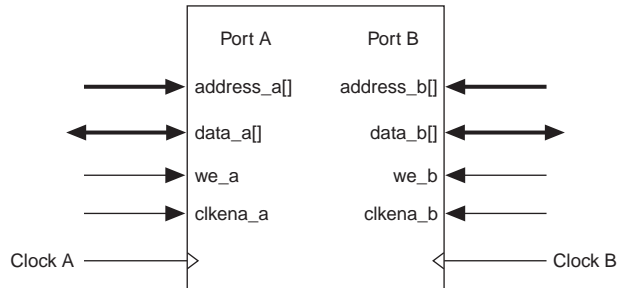 Port A Port B
address_a[] address_b[]
data_a[] data_b[]
we_a we_b
clkena_a clkena_b
Clock A Clock B